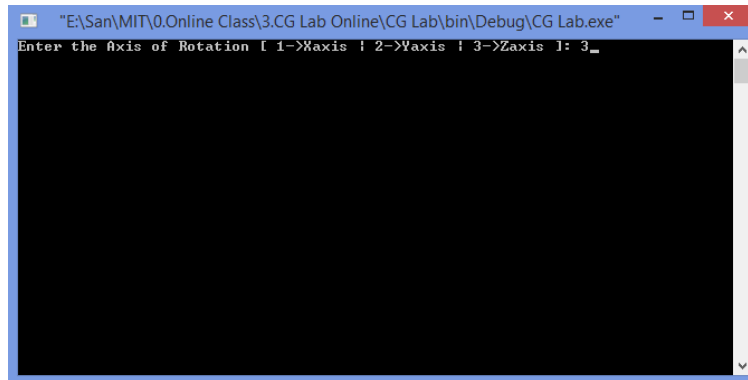 "E:\San\MIT\0.Online Class\3.CG Lab Online\CG Lab\bin\Debug\CG Lab.exe"
Enter the Axis of Rotation [ 1->Xaxis | 2->Yaxis | 3->Zaxis ]: 3_